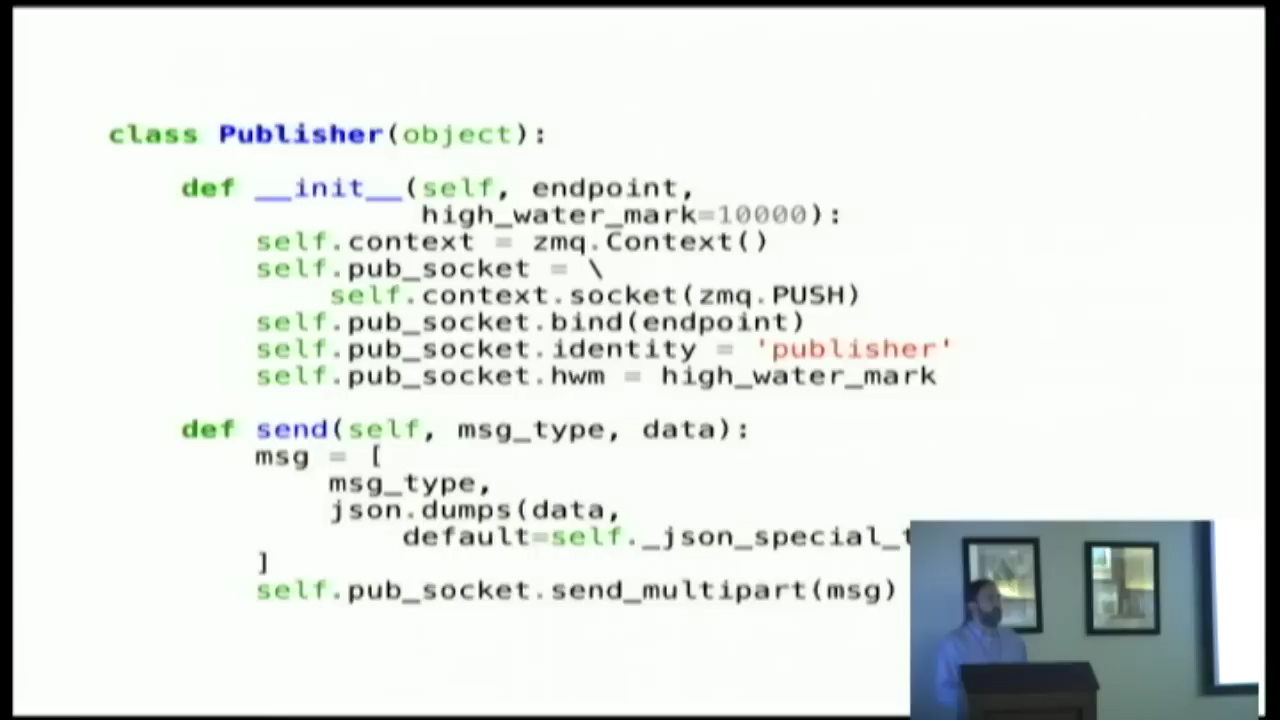 class Publisher(object):
def __init__(self, endpoint,
high_water_mark=10000):
self.context = zmq.Context()
self.pub_socket = \
self.context.socket(zmq.PUSH)
self.pub_socket.bind(endpoint)
self.pub_socket.identity = 'publisher'
self.pub_socket.hwm = high_water_mark
def send(self, msg_type, data):
msg = [
msg_type,
json.dumps(data,
default=self._json_special_
]
self.pub_socket.send_multipart(msg)